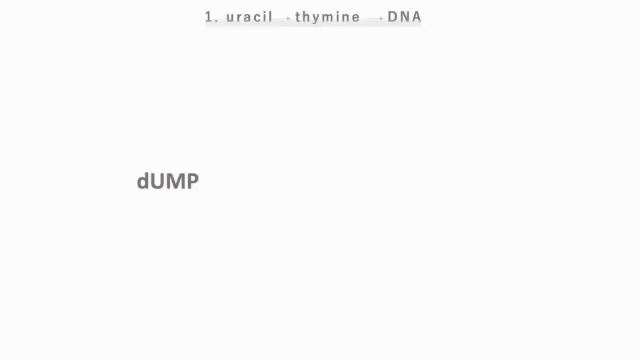 1. uracil → thymine → DNA
dUMP